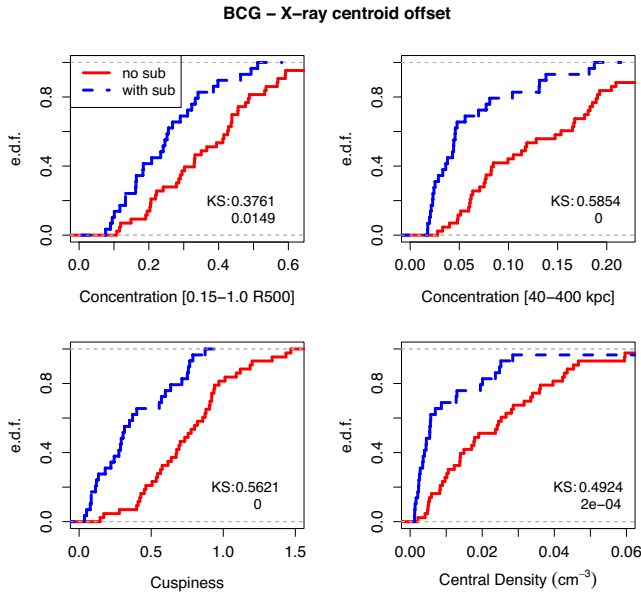 BCG − X−ray centroid offset
e.d.f.
0.0 0.4 0.8
no sub
with sub
KS:0.3761
0.0149
0.0 0.2 0.4 0.6
Concentration [0.15−1.0 R500]
e.d.f.
0.0 0.4 0.8
KS:0.5854
0
0.00 0.05 0.10 0.15 0.20
Concentration [40−400 kpc]
e.d.f.
0.0 0.4 0.8
KS:0.5621
0
0.0 0.5 1.0 1.5
Cuspiness
e.d.f.
0.0 0.4 0.8
KS:0.4924
2e−04
0.00 0.02 0.04 0.06
Central Density (cm⁻³)